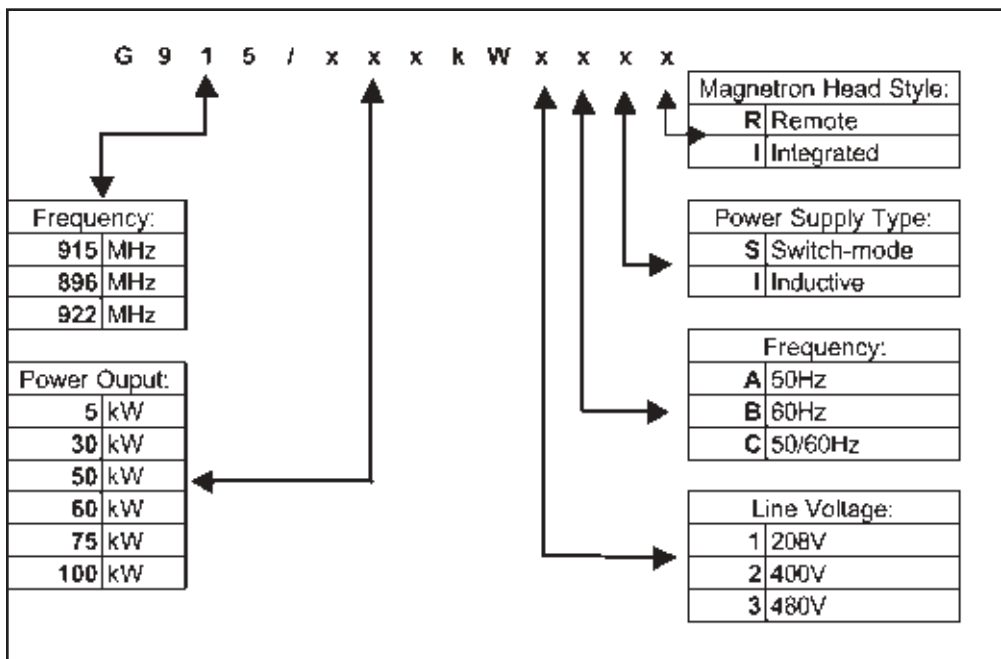 G 9 1 5 / x x x k W x x x x
Magnetron Head Style:
R Remote
I Integrated
Frequency:
915 MHz
896 MHz
922 MHz
Power Supply Type:
S Switch-mode
I Inductive
Power Ouput:
5 kW
30 kW
50 kW
60 kW
75 kW
100 kW
Frequency:
A 50Hz
B 60Hz
C 50/60Hz
Line Voltage:
1 208V
2 400V
3 480V